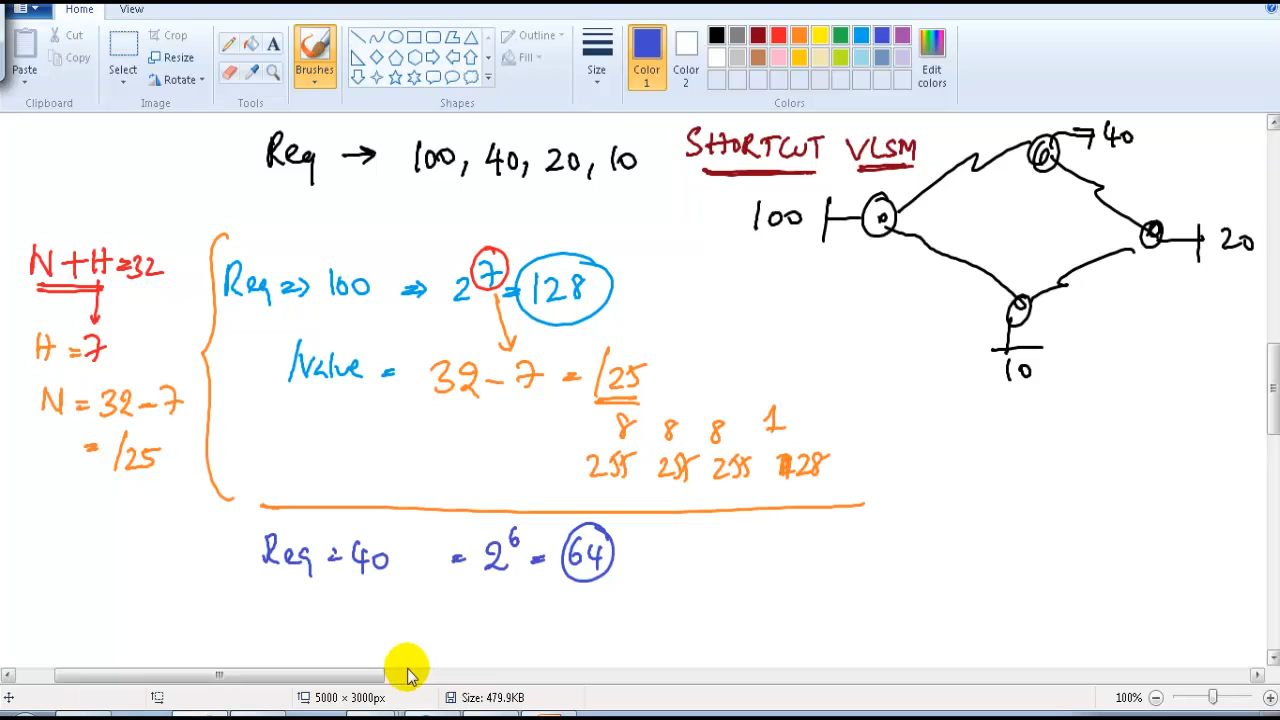 Home View
Paste
Cut
Copy
Clipboard
Select
Crop
Resize
Rotate
Image
Tools
Brushes
Outline
Fill
Shapes
Size
Color 1
Color 2
Edit colors
Colors
Req → 100, 40, 20, 10
SHORTCUT VLSM
40
100
20
10
N+H=32
H = 7
N = 32-7
= /25
Req => 100 => 2^7 = 128
/Value = 32-7 = /25
8 8 8 1
255 255 255 128
Req = 40 = 2^6 = 64
5000 × 3000px
Size: 479.9KB
100%